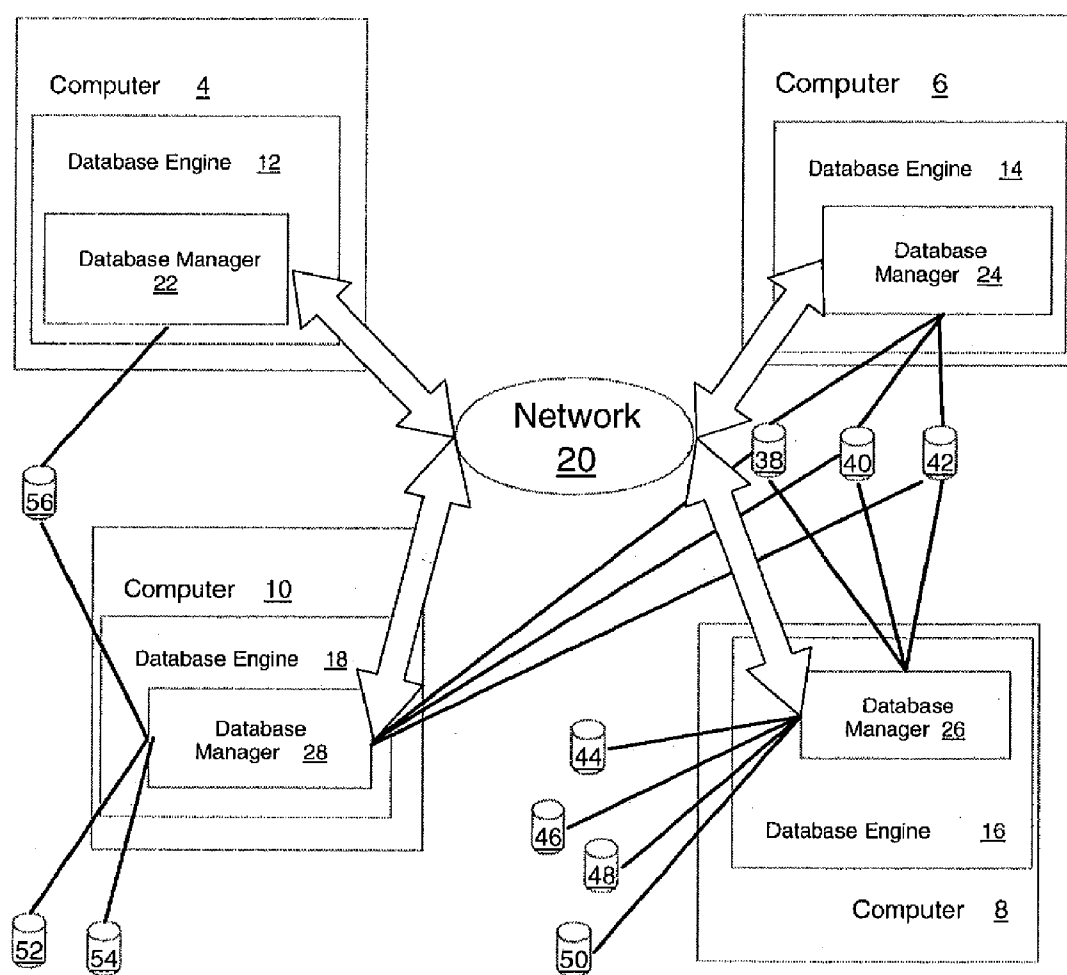 Computer 4
Database Engine 12
Database Manager
22
Computer 6
Database Engine 14
Database
Manager 24
Network
20
38
40
42
56
Computer 10
Database Engine 18
Database
Manager 28
52
54
44
46
48
50
Database
Manager 26
Database Engine 16
Computer 8